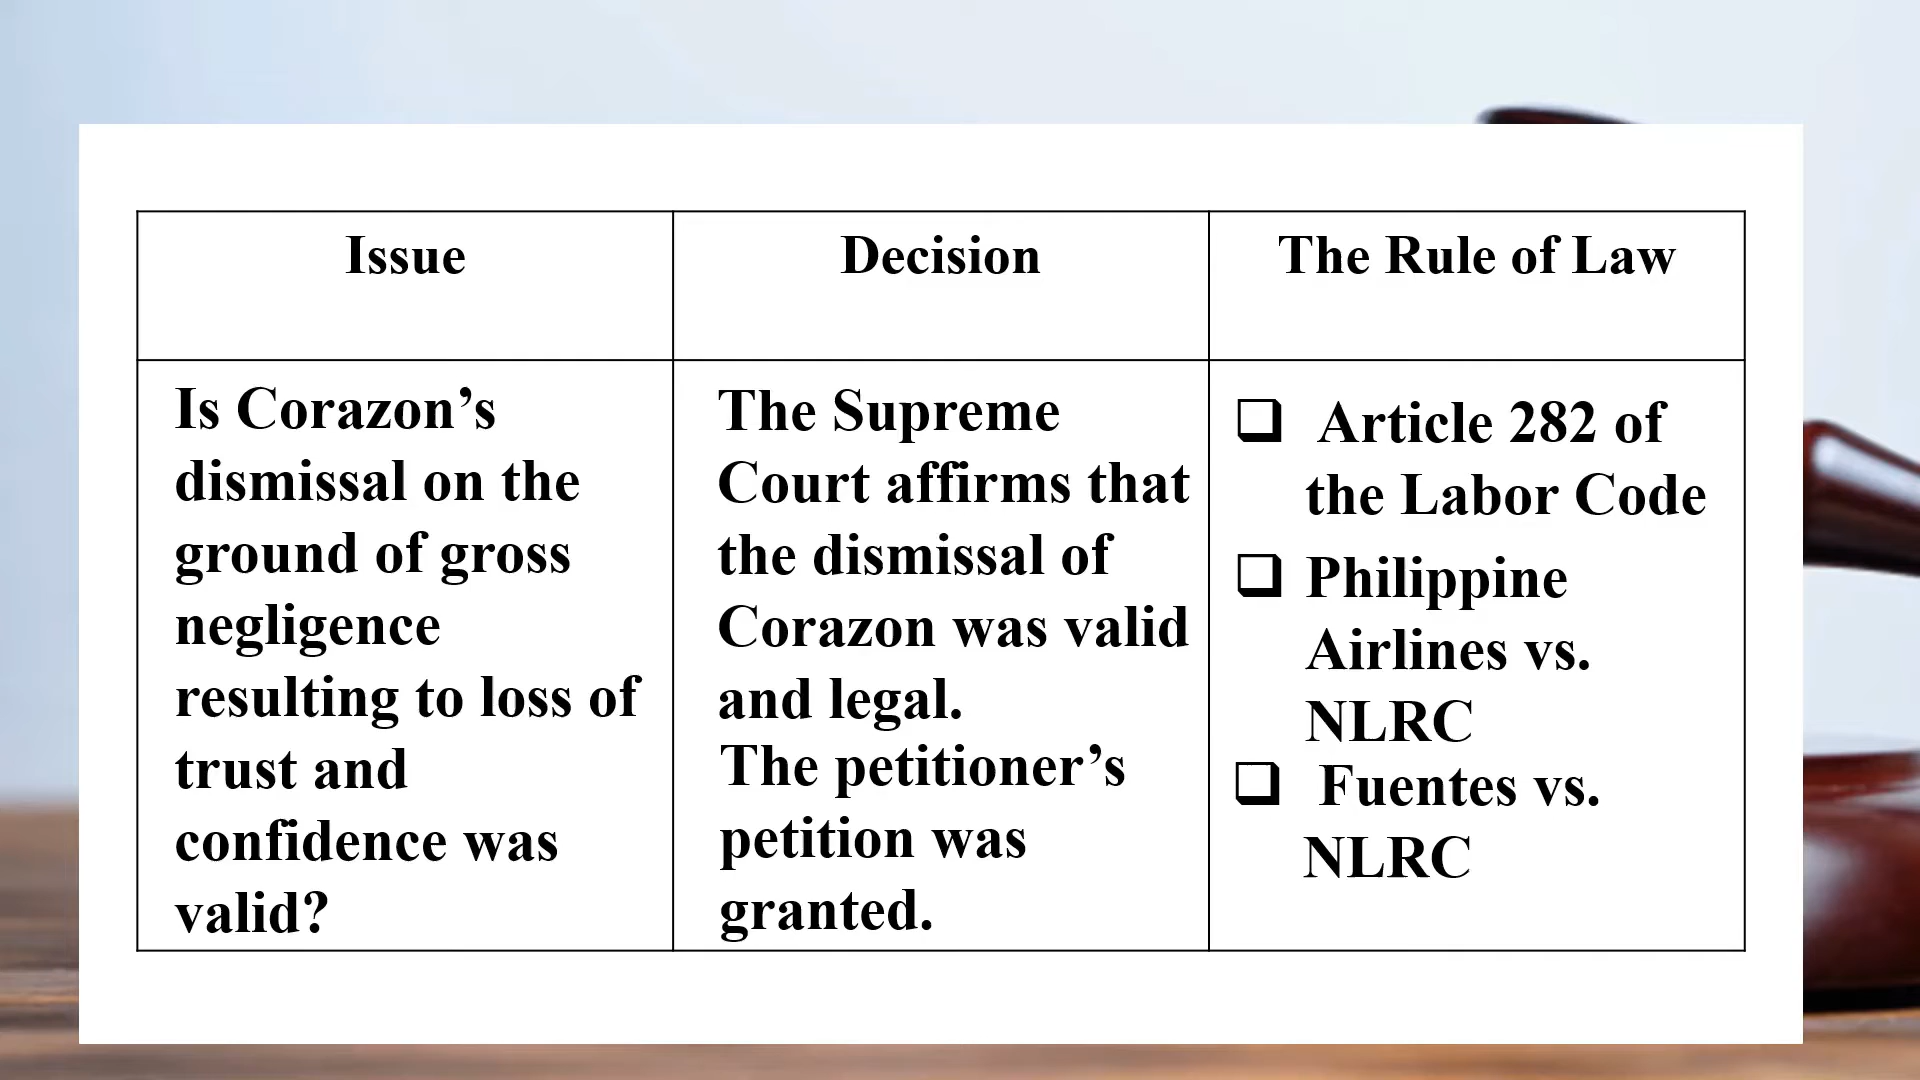 Issue
Decision
The Rule of Law
Is Corazon’s
dismissal on the
ground of gross
negligence
resulting to loss of
trust and
confidence was
valid?
The Supreme
Court affirms that
the dismissal of
Corazon was valid
and legal.
The petitioner’s
petition was
granted.
❑ Article 282 of
the Labor Code
❑ Philippine
Airlines vs.
NLRC
❑ Fuentes vs.
NLRC